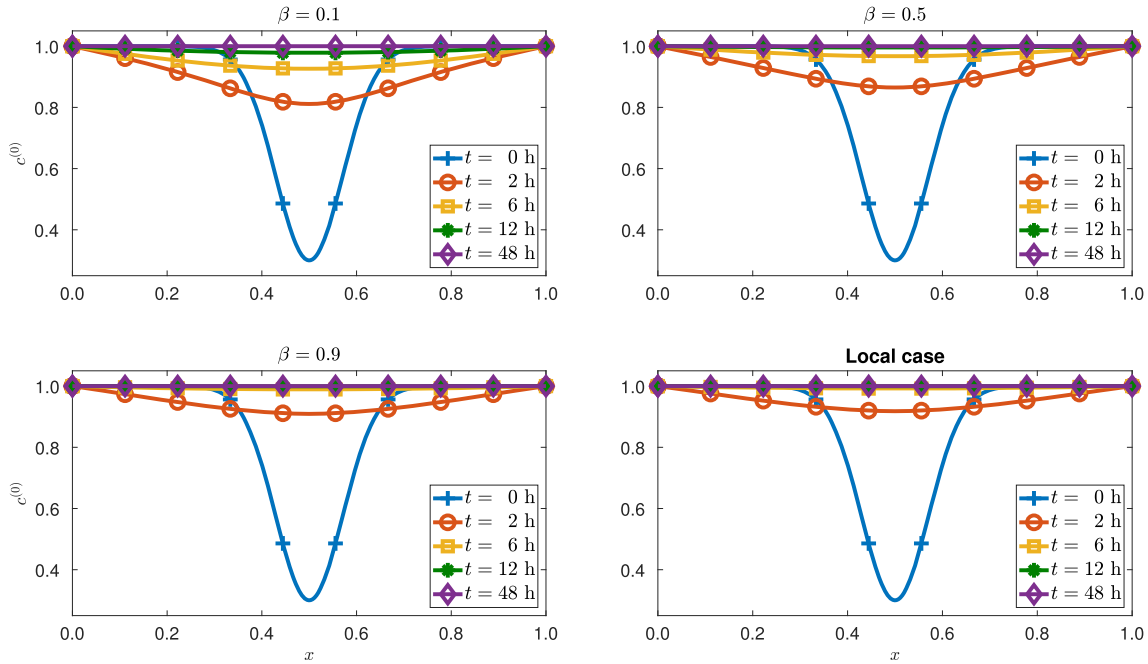 β = 0.1
1.0
0.8
0.6
0.4
c⁽⁰⁾
t = 0 h
t = 2 h
t = 6 h
t = 12 h
t = 48 h
0.0 0.2 0.4 0.6 0.8 1.0
β = 0.5
1.0
0.8
0.6
0.4
t = 0 h
t = 2 h
t = 6 h
t = 12 h
t = 48 h
0.0 0.2 0.4 0.6 0.8 1.0
β = 0.9
1.0
0.8
0.6
0.4
c⁽⁰⁾
t = 0 h
t = 2 h
t = 6 h
t = 12 h
t = 48 h
0.0 0.2 0.4 0.6 0.8 1.0
x
Local case
1.0
0.8
0.6
0.4
t = 0 h
t = 2 h
t = 6 h
t = 12 h
t = 48 h
0.0 0.2 0.4 0.6 0.8 1.0
x